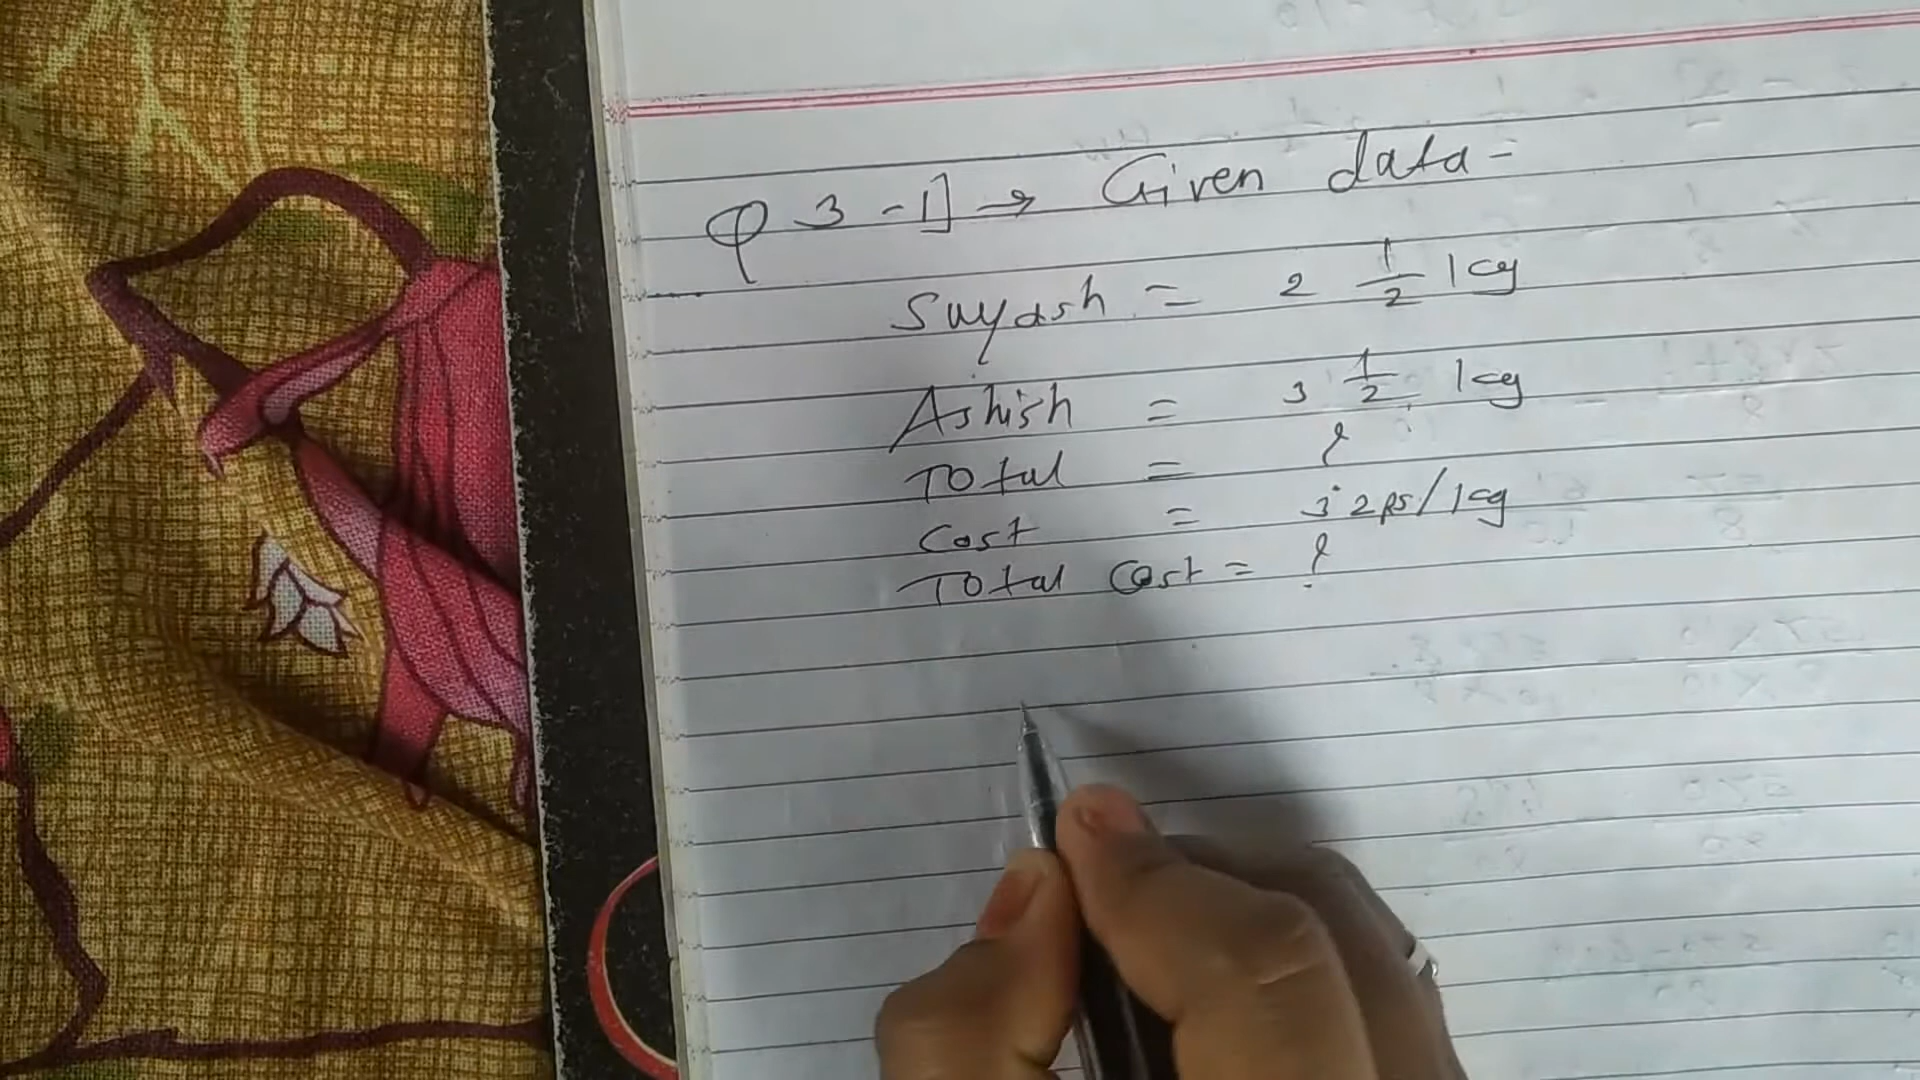 Q 3 - 1] → Given data -
Suyash = 2 1/2 kg
Ashish = 3 1/2 kg
Total = ?
Cost = 32 Rs/kg
Total Cost = ?